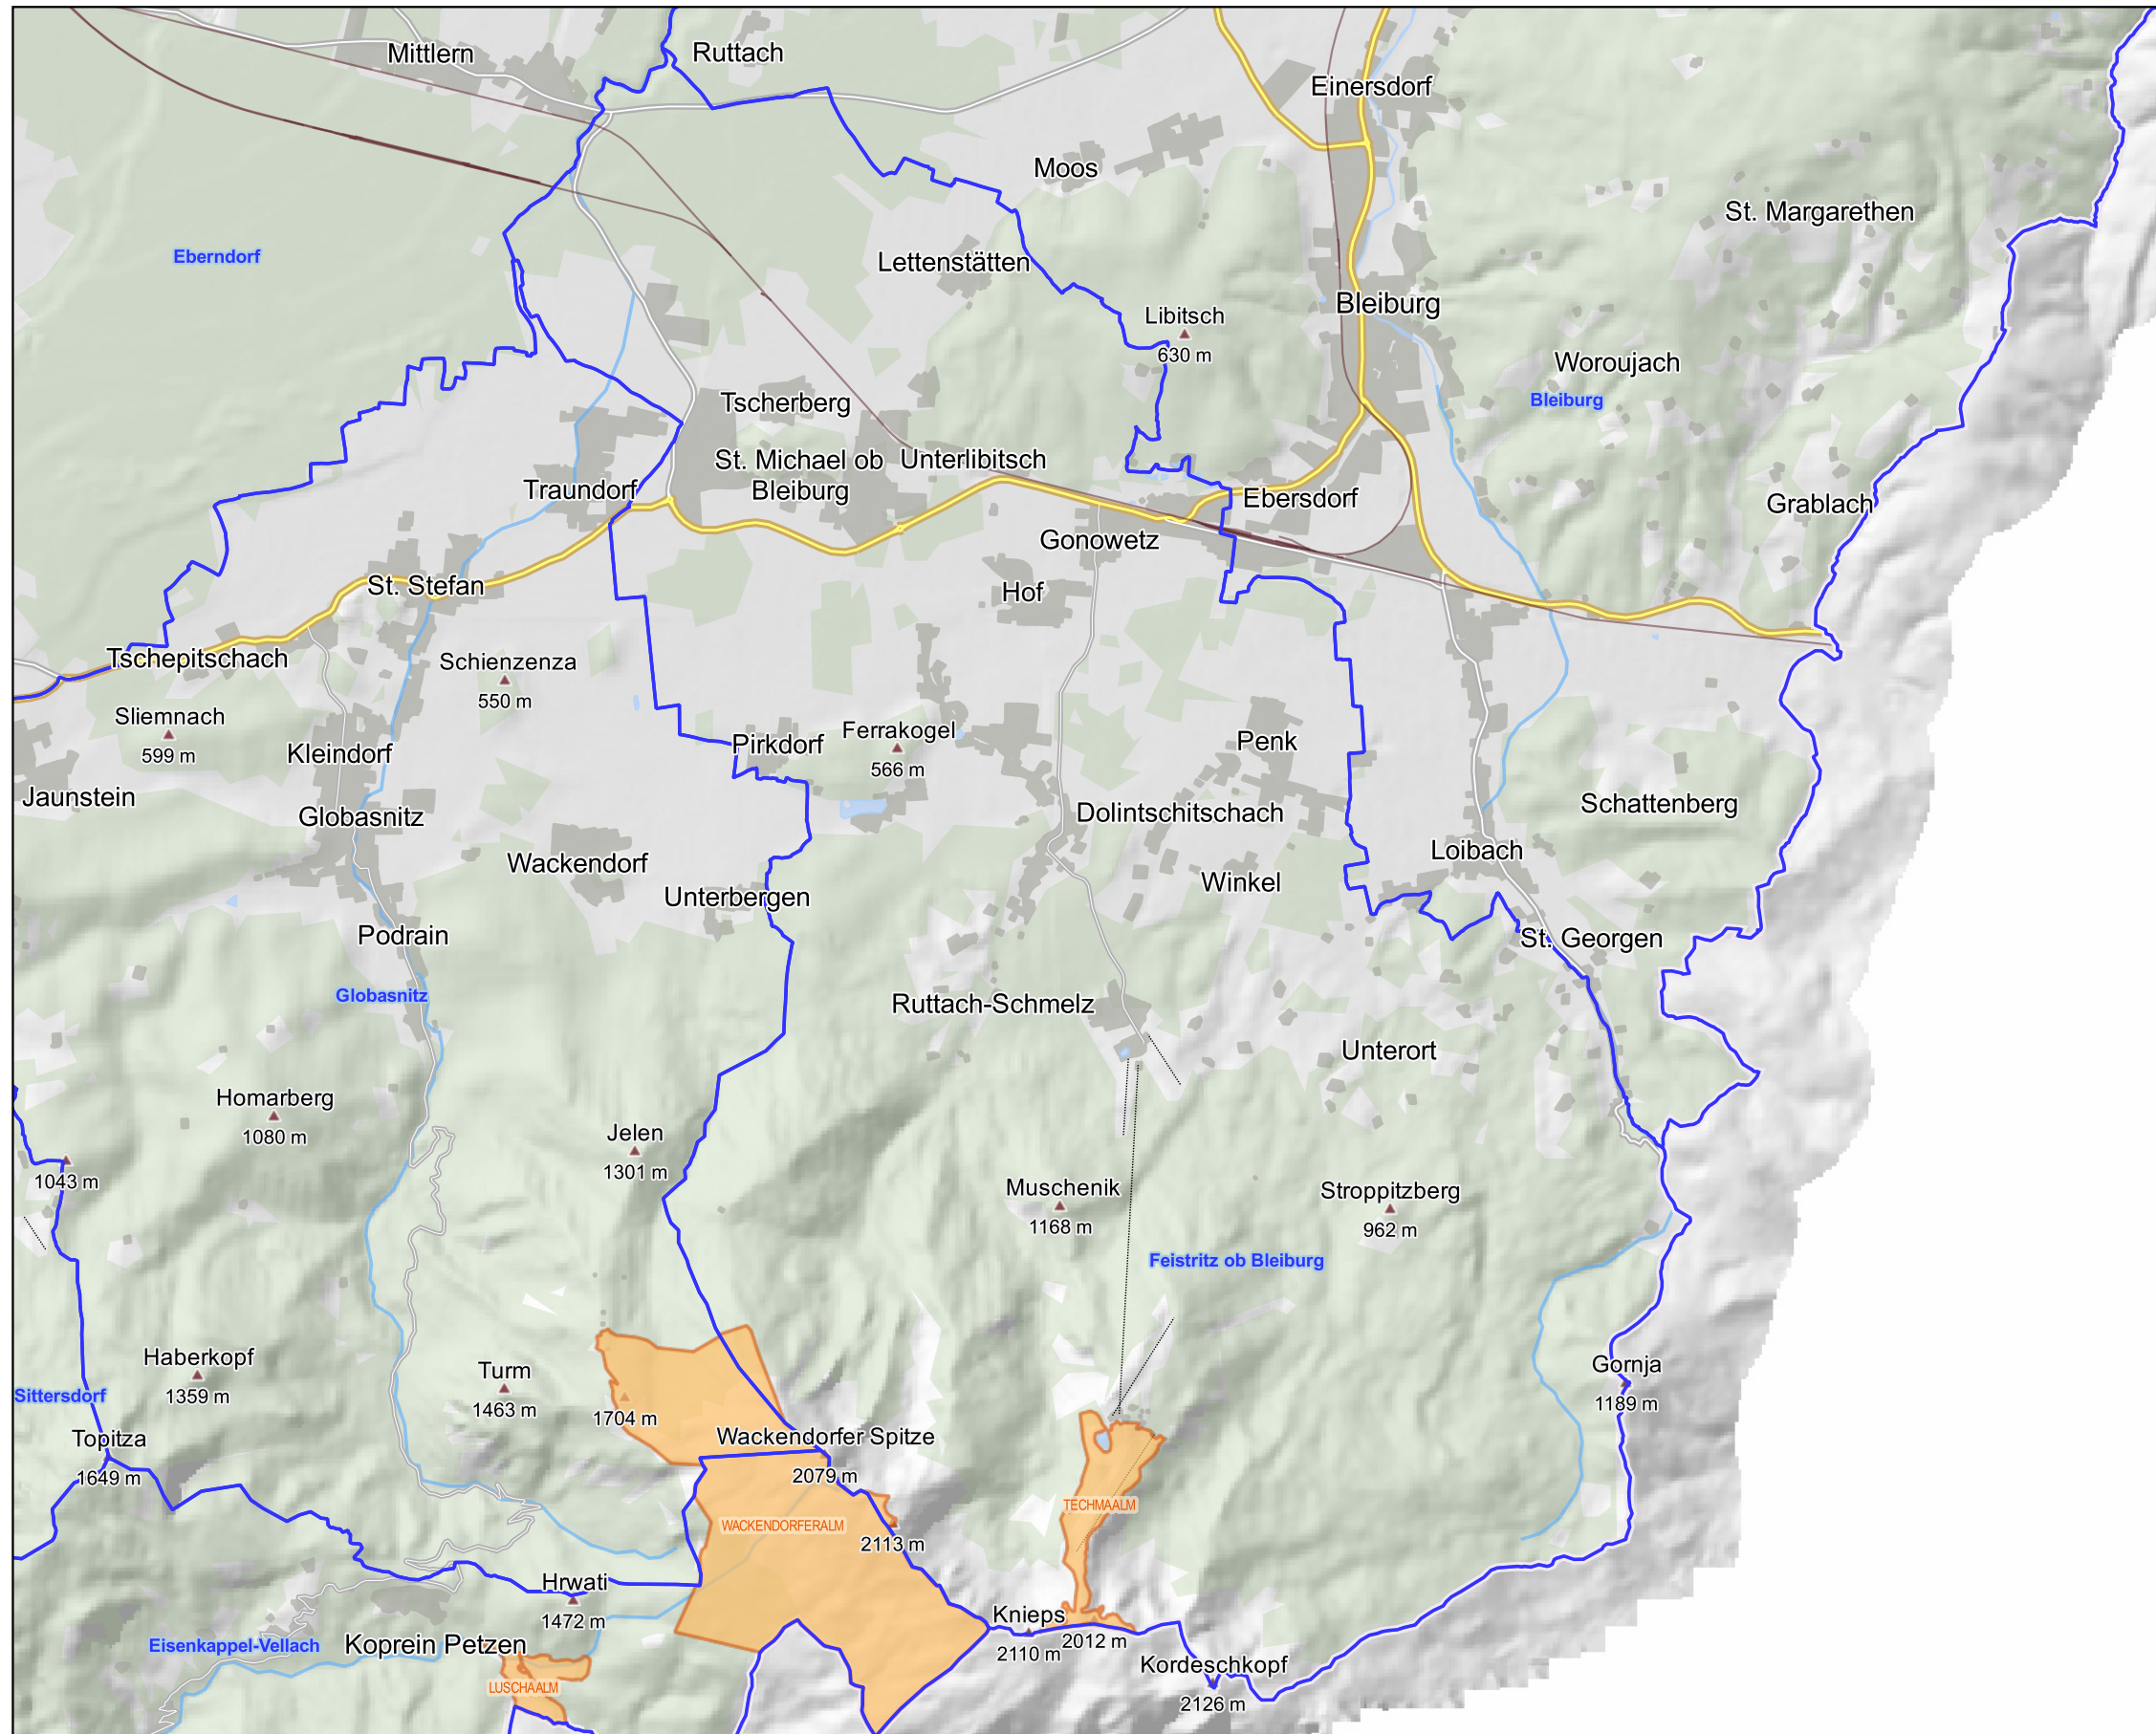 Mittlern
Ruttach
Einersdorf
Moos
St. Margarethen
Eberndorf
Lettenstätten
Bleiburg
Libitsch
630 m
Woroujach
Bleiburg
Tscherberg
St. Michael ob
Bleiburg
Unterlibitsch
Traundorf
Ebersdorf
Grablach
Gonowetz
St. Stefan
Hof
Tschepitschach
Schienzenza
550 m
Sliemnach
599 m
Kleindorf
Pirkdorf
Ferrakogel
566 m
Penk
Jaunstein
Globasnitz
Dolintschitschach
Schattenberg
Wackendorf
Loibach
Unterbergen
Winkel
Podrain
St. Georgen
Globasnitz
Ruttach-Schmelz
Unterort
Homarberg
1080 m
Jelen
1301 m
1043 m
Muschenik
1168 m
Stroppitzberg
962 m
Feistritz ob Bleiburg
Haberkopf
1359 m
Turm
1463 m
Gornja
1189 m
Sittersdorf
1704 m
Topitza
1649 m
Wackendorfer Spitze
2079 m
TECHMAALM
WACKENDORFERALM
2113 m
Hrwati
1472 m
Knieps
2110 m
2012 m
Eisenkappel-Vellach
Koprein Petzen
Kordeschkopf
2126 m
LUSCHAALM